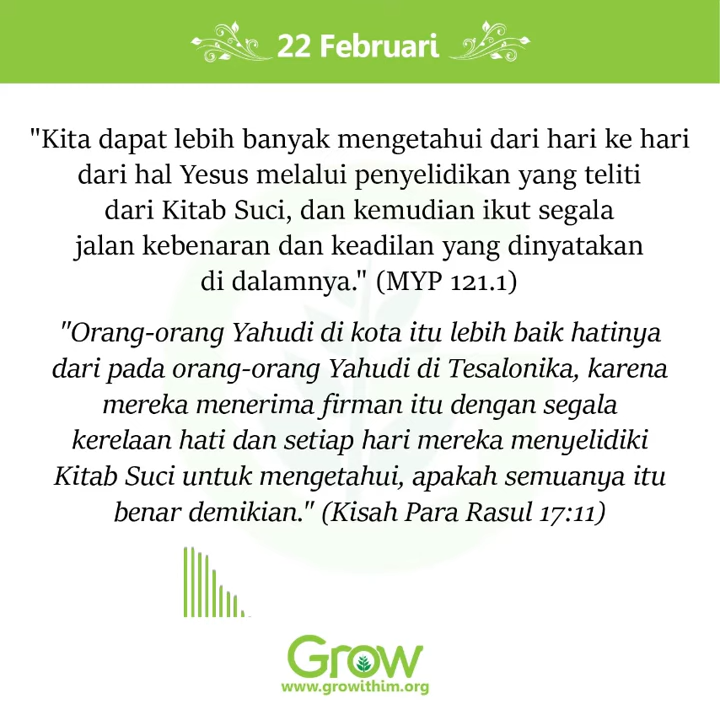 22 Februari
"Kita dapat lebih banyak mengetahui dari hari ke hari
dari hal Yesus melalui penyelidikan yang teliti
dari Kitab Suci, dan kemudian ikut segala
jalan kebenaran dan keadilan yang dinyatakan
di dalamnya." (MYP 121.1)
"Orang-orang Yahudi di kota itu lebih baik hatinya
dari pada orang-orang Yahudi di Tesalonika, karena
mereka menerima firman itu dengan segala
kerelaan hati dan setiap hari mereka menyelidiki
Kitab Suci untuk mengetahui, apakah semuanya itu
benar demikian." (Kisah Para Rasul 17:11)
Grow
www.growithim.org